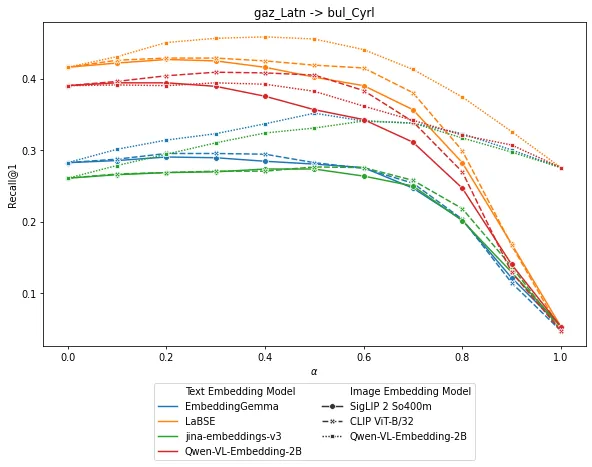 gaz_Latn -> bul_Cyrl
Recall@1
0.4
0.3
0.2
0.1
0.0 0.2 0.4 0.6 0.8 1.0
α
Text Embedding Model Image Embedding Model
EmbeddingGemma SigLIP 2 So400m
LaBSE CLIP ViT-B/32
jina-embeddings-v3 Qwen-VL-Embedding-2B
Qwen-VL-Embedding-2B